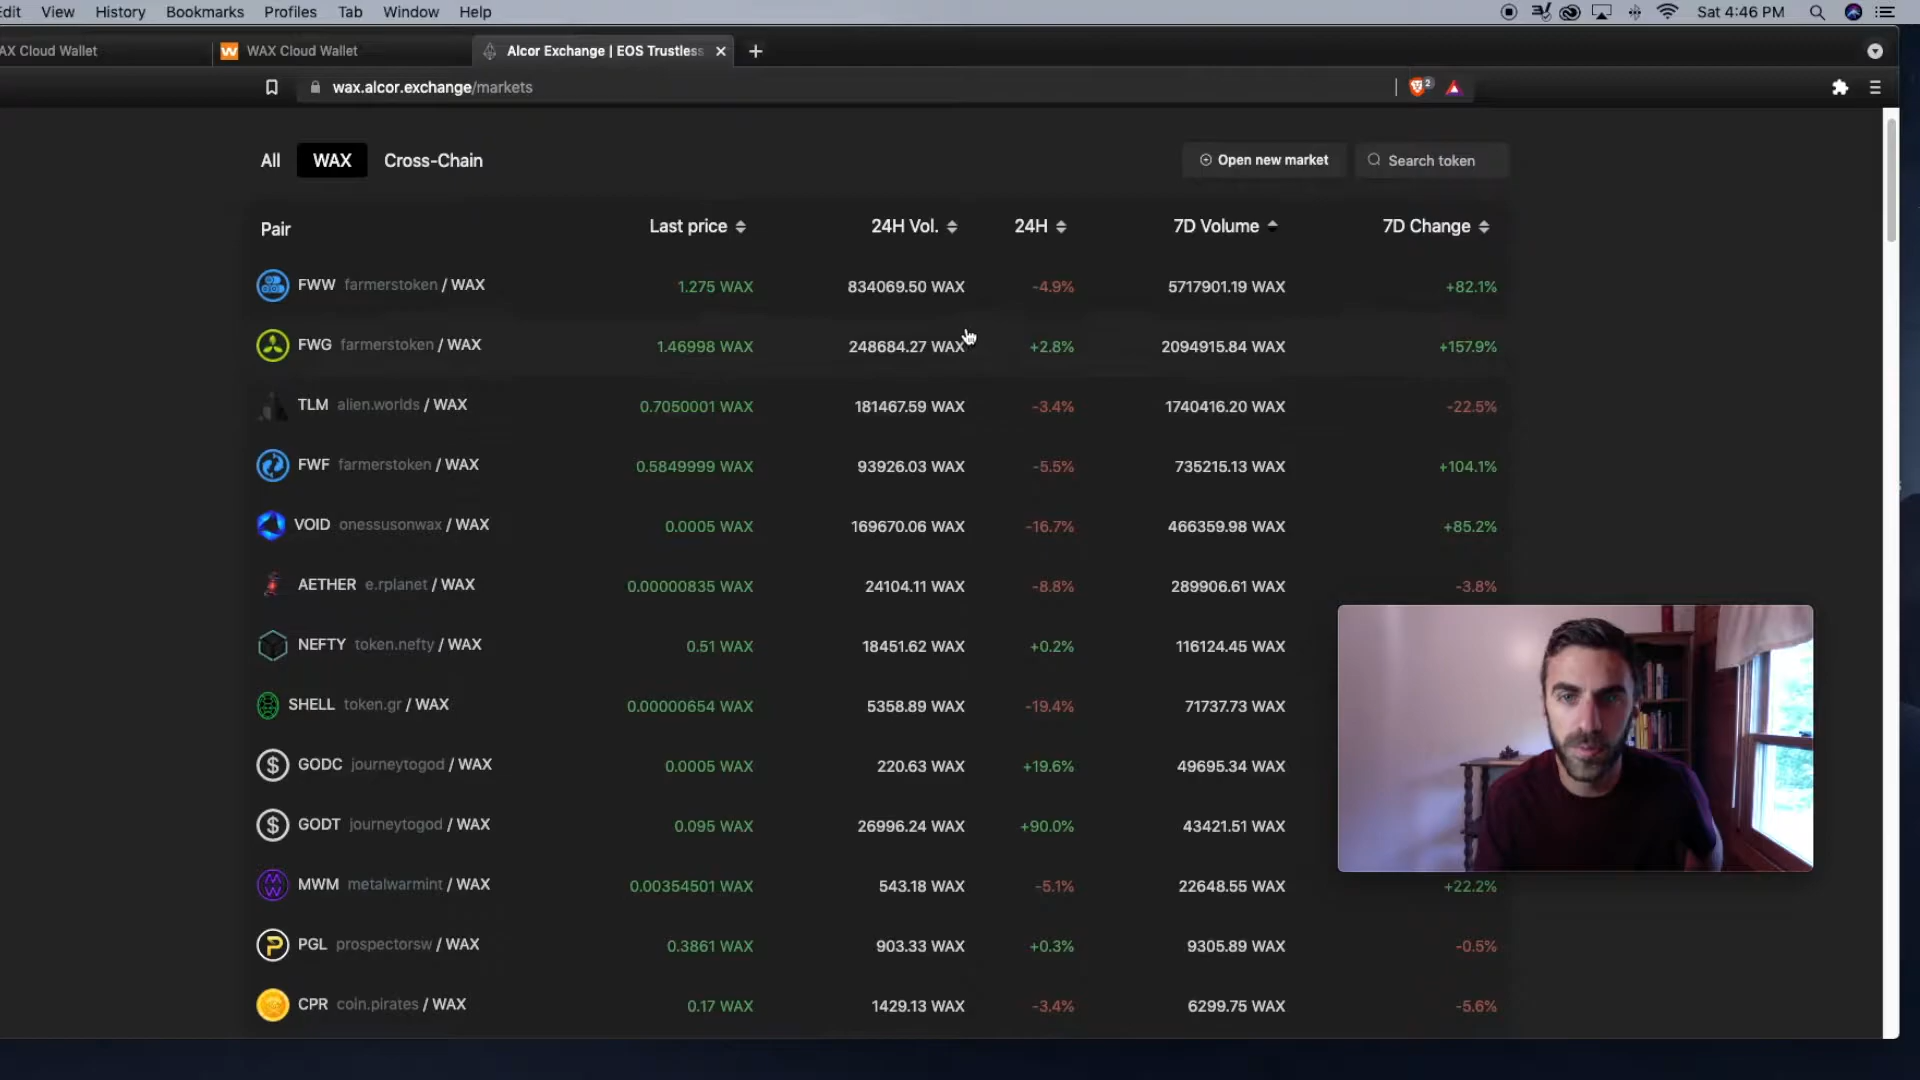 Edit View History Bookmarks Profiles Tab Window Help Sat 4:46 PM
AX Cloud Wallet WAX Cloud Wallet Alcor Exchange | EOS Trustless
wax.alcor.exchange/markets 2
All WAX Cross-Chain Open new market Search token
Pair Last price 24H Vol. 24H 7D Volume 7D Change
FWW farmerstoken / WAX 1.275 WAX 834069.50 WAX -4.9% 5717901.19 WAX +82.1%
FWG farmerstoken / WAX 1.46998 WAX 248684.27 WAX +2.8% 2094915.84 WAX +157.9%
TLM alien.worlds / WAX 0.7050001 WAX 181467.59 WAX -3.4% 1740416.20 WAX -22.5%
FWF farmerstoken / WAX 0.5849999 WAX 93926.03 WAX -5.5% 735215.13 WAX +104.1%
VOID onessusonwax / WAX 0.0005 WAX 169670.06 WAX -16.7% 466359.98 WAX +85.2%
AETHER e.rplanet / WAX 0.00000835 WAX 24104.11 WAX -8.8% 289906.61 WAX -3.8%
NEFTY token.nefty / WAX 0.51 WAX 18451.62 WAX +0.2% 116124.45 WAX
SHELL token.gr / WAX 0.00000654 WAX 5358.89 WAX -19.4% 71737.73 WAX
GODC journeytogod / WAX 0.0005 WAX 220.63 WAX +19.6% 49695.34 WAX
GODT journeytogod / WAX 0.095 WAX 26996.24 WAX +90.0% 43421.51 WAX
MWM metalwarmint / WAX 0.00354501 WAX 543.18 WAX -5.1% 22648.55 WAX +22.2%
PGL prospectorsw / WAX 0.3861 WAX 903.33 WAX +0.3% 9305.89 WAX -0.5%
CPR coin.pirates / WAX 0.17 WAX 1429.13 WAX -3.4% 6299.75 WAX -5.6%